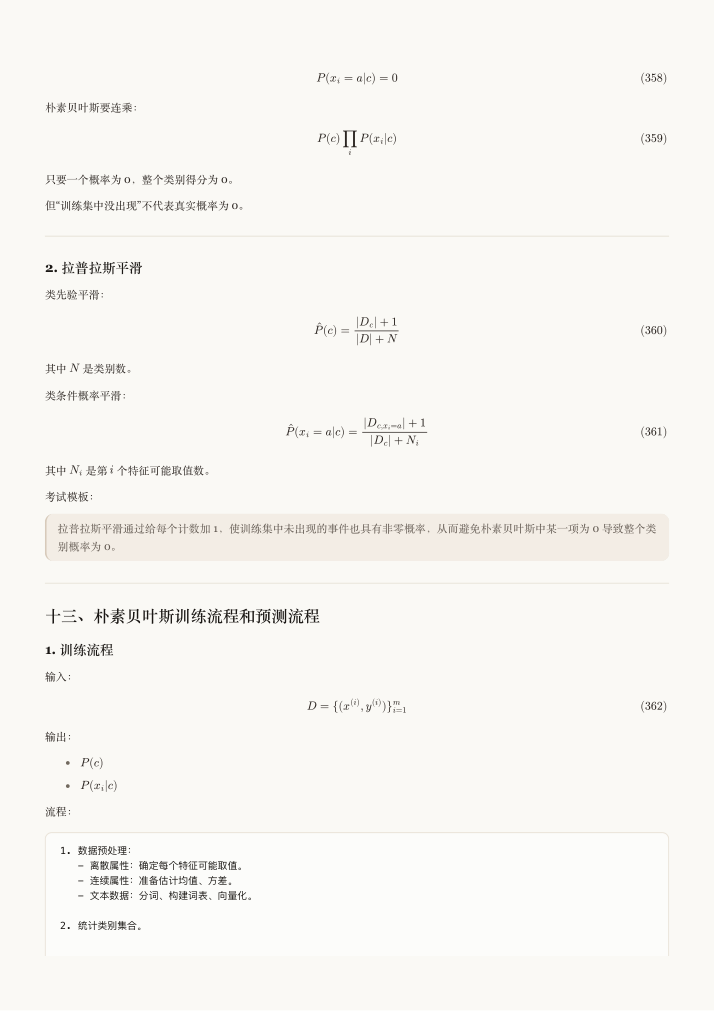 P(x_i = a|c) = 0 (358)
朴素贝叶斯要连乘：
P(c) ∏_i P(x_i|c) (359)
只要一个概率为 0，整个类别得分为 0。
但“训练集中没出现”不代表真实概率为 0。
2. 拉普拉斯平滑
类先验平滑：
P̂(c) = (|D_c| + 1) / (|D| + N) (360)
其中 N 是类别数。
类条件概率平滑：
P̂(x_i = a|c) = (|D_{c,x_i=a}| + 1) / (|D_c| + N_i) (361)
其中 N_i 是第 i 个特征可能取值数。
考试模板：
拉普拉斯平滑通过给每个计数加 1，使训练集中未出现的事件也具有非零概率，从而避免朴素贝叶斯中某一项为 0 导致整个类
别概率为 0。
十三、朴素贝叶斯训练流程和预测流程
1. 训练流程
输入：
D = {(x^{(i)}, y^{(i)})}_{i=1}^m (362)
输出：
• P(c)
• P(x_i|c)
流程：
1. 数据预处理：
– 离散属性：确定每个特征可能取值。
– 连续属性：准备估计均值、方差。
– 文本数据：分词、构建词表、向量化。
2. 统计类别集合。